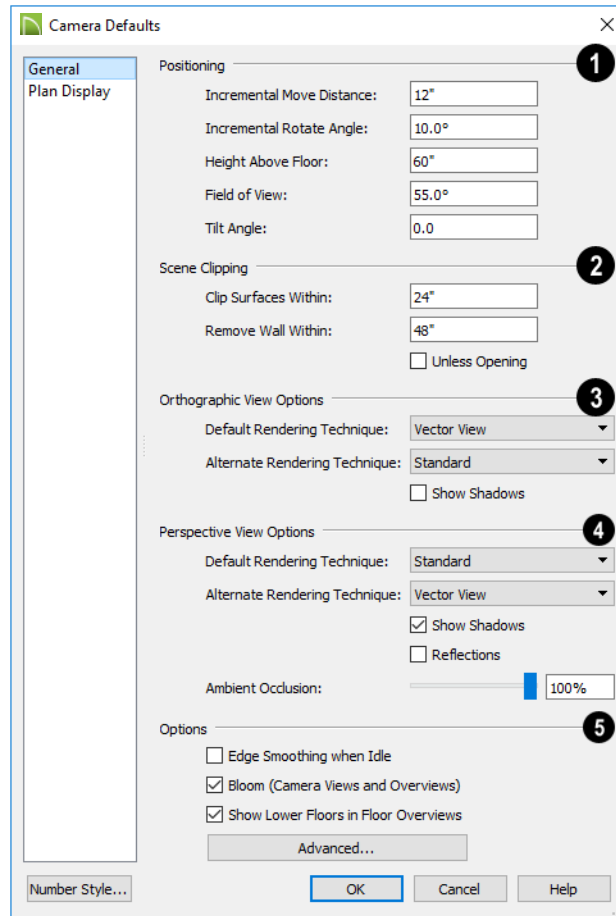 Camera Defaults
General
Plan Display
Positioning 1
Incremental Move Distance: 12"
Incremental Rotate Angle: 10.0°
Height Above Floor: 60"
Field of View: 55.0°
Tilt Angle: 0.0
Scene Clipping 2
Clip Surfaces Within: 24"
Remove Wall Within: 48"
Unless Opening
Orthographic View Options 3
Default Rendering Technique: Vector View
Alternate Rendering Technique: Standard
Show Shadows
Perspective View Options 4
Default Rendering Technique: Standard
Alternate Rendering Technique: Vector View
Show Shadows
Reflections
Ambient Occlusion: 100%
Options 5
Edge Smoothing when Idle
Bloom (Camera Views and Overviews)
Show Lower Floors in Floor Overviews
Advanced...
Number Style... OK Cancel Help